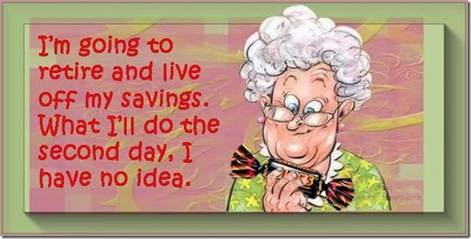 I'm going to
retire and live
off my savings.
What I'll do the
second day, I
have no idea.